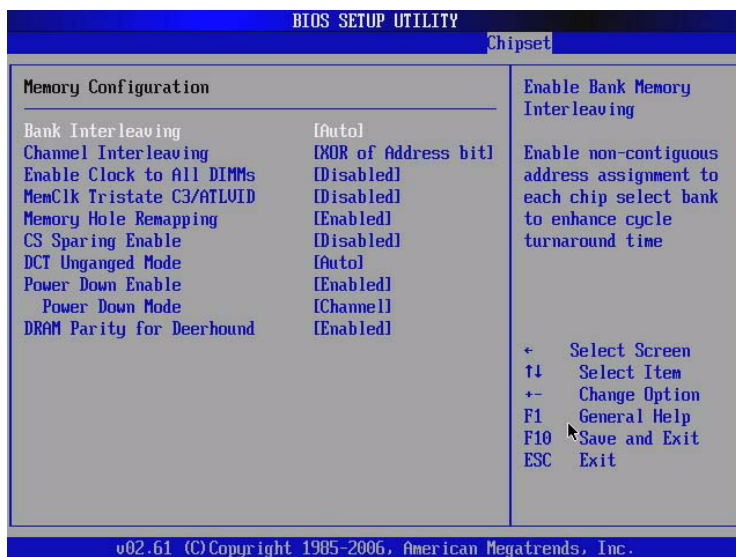 BIOS SETUP UTILITY
Chipset
Memory Configuration
Bank Interleaving [Auto]
Channel Interleaving [XOR of Address bit]
Enable Clock to All DIMMs [Disabled]
MemClk Tristate C3/ATLVID [Disabled]
Memory Hole Remapping [Enabled]
CS Sparing Enable [Disabled]
DCT Unganged Mode [Auto]
Power Down Enable [Enabled]
Power Down Mode [Channel]
DRAM Parity for Deerhound [Enabled]
Enable Bank Memory
Interleaving
Enable non-contiguous
address assignment to
each chip select bank
to enhance cycle
turnaround time
← Select Screen
↑↓ Select Item
+- Change Option
F1 General Help
F10 Save and Exit
ESC Exit
v02.61 (C)Copyright 1985-2006, American Megatrends, Inc.